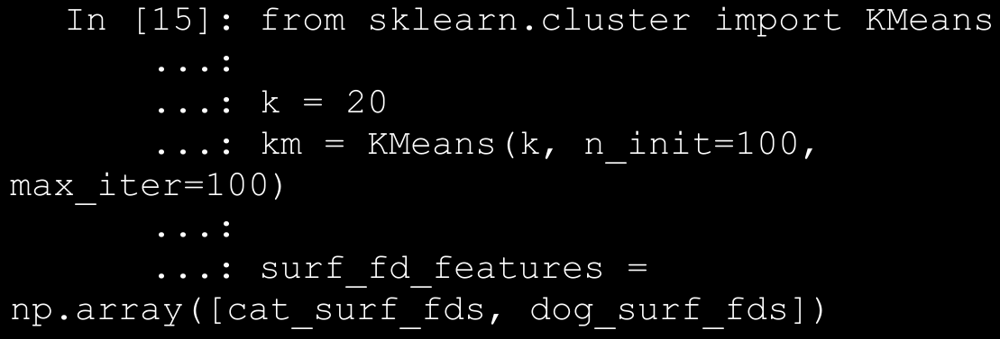 In [15]: from sklearn.cluster import KMeans
...:
...: k = 20
...: km = KMeans(k, n_init=100,
max_iter=100)
...:
...: surf_fd_features =
np.array([cat_surf_fds, dog_surf_fds])